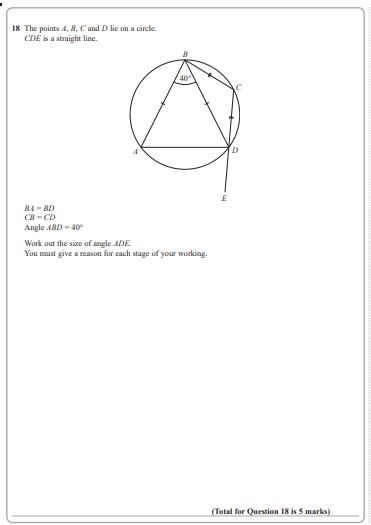 18 The points A, B, C and D lie on a circle.
CDE is a straight line.
B
40°
C
A
D
E
BA = BD
CB = CD
Angle ABD = 40°
Work out the size of angle ADE.
You must give a reason for each stage of your working.
(Total for Question 18 is 5 marks)